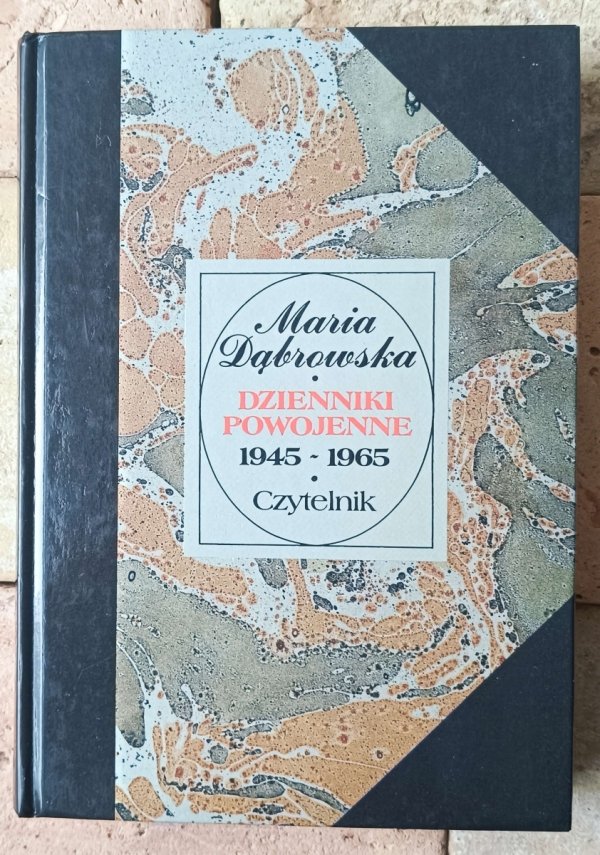 Maria
Dąbrowska
•
DZIENNIKI
POWOJENNE
1945 - 1965
•
Czytelnik